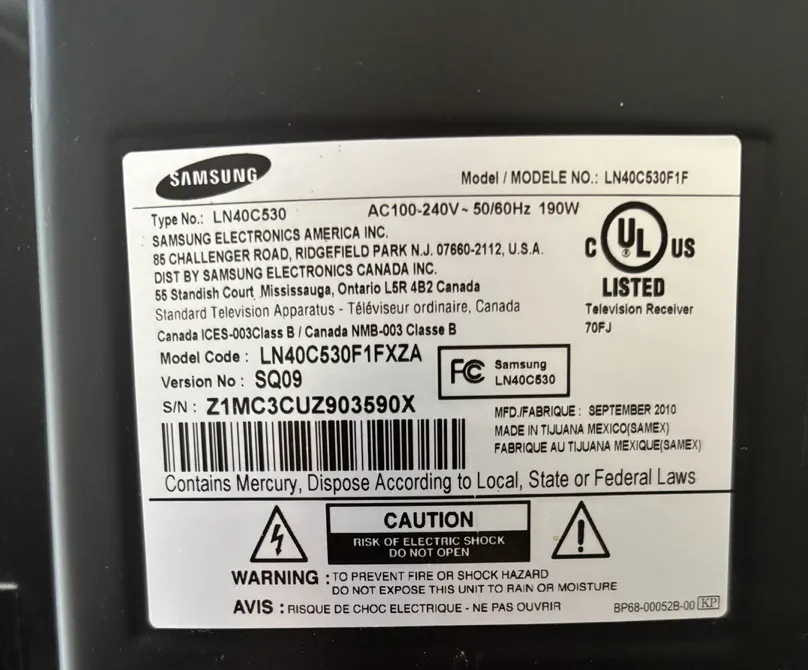 SAMSUNG
Model / MODELE NO.: LN40C530F1F
Type No.: LN40C530 AC100-240V~ 50/60Hz 190W
SAMSUNG ELECTRONICS AMERICA INC.
85 CHALLENGER ROAD, RIDGEFIELD PARK N.J. 07660-2112, U.S.A.
DIST BY SAMSUNG ELECTRONICS CANADA INC.
55 Standish Court Mississauga, Ontario L5R 4B2 Canada
Standard Television Apparatus - Téléviseur ordinaire, Canada
Canada ICES-003Class B / Canada NMB-003 Classe B
C UL ® US
LISTED
Television Receiver
70FJ
Model Code : LN40C530F1FXZA
Version No : SQ09
S/N : Z1MC3CUZ903590X
FC Samsung
LN40C530
MFD./FABRIQUE : SEPTEMBER 2010
MADE IN TIJUANA MEXICO(SAMEX)
FABRIQUE AU TIJUANA MEXIQUE(SAMEX)
Contains Mercury, Dispose According to Local, State or Federal Laws
CAUTION
RISK OF ELECTRIC SHOCK
DO NOT OPEN
WARNING : TO PREVENT FIRE OR SHOCK HAZARD
DO NOT EXPOSE THIS UNIT TO RAIN OR MOISTURE
AVIS : RISQUE DE CHOC ELECTRIQUE - NE PAS OUVRIR
BP68-00052B-00 KP